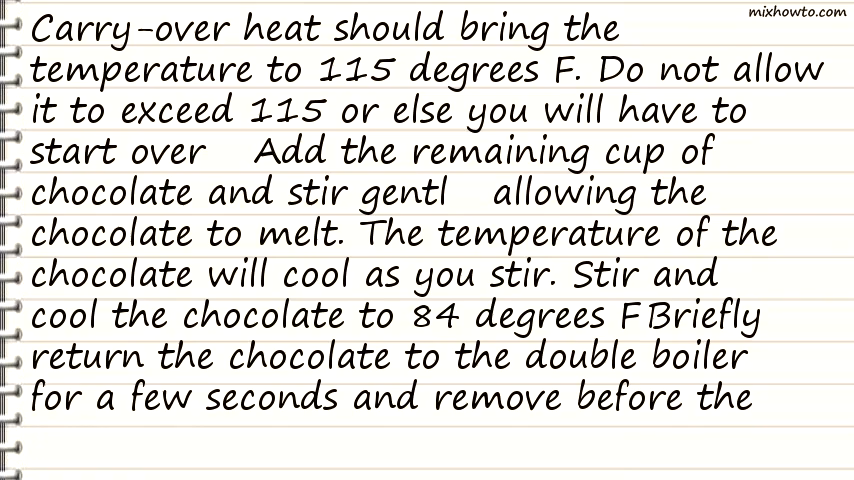 mixhowto.com
Carry-over heat should bring the
temperature to 115 degrees F. Do not allow
it to exceed 115 or else you will have to
start over    Add the remaining cup of
chocolate and stir gentl    allowing the
chocolate to melt. The temperature of the
chocolate will cool as you stir. Stir and
cool the chocolate to 84 degrees F Briefly
return the chocolate to the double boiler
for a few seconds and remove before the